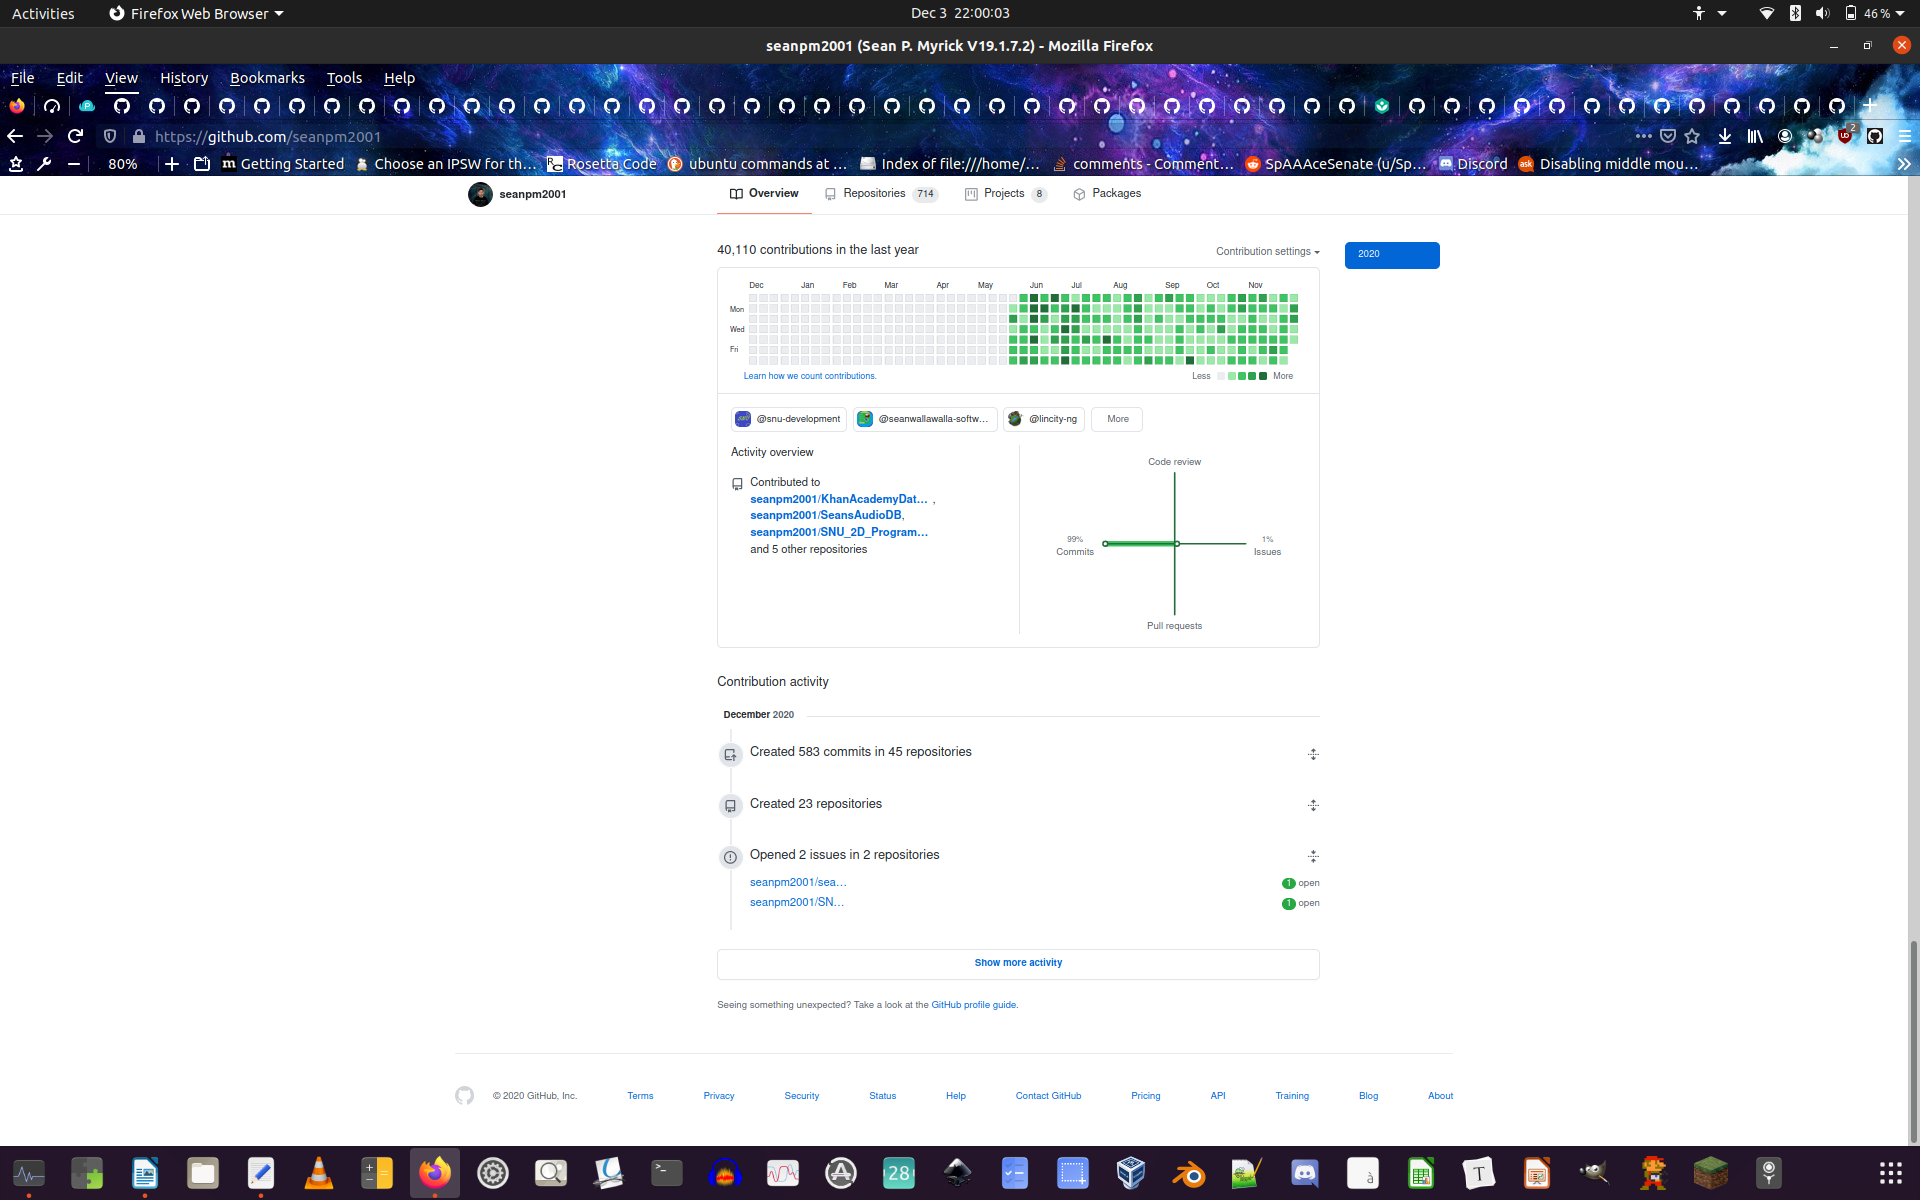 Activities
Firefox Web Browser
Dec 3 22:00:03
46 %
seanpm2001 (Sean P. Myrick V19.1.7.2) - Mozilla Firefox
File Edit View History Bookmarks Tools Help
https://github.com/seanpm2001
2
80%
Getting Started
Choose an IPSW for th…
Rosetta Code
ubuntu commands at …
Index of file:///home/…
comments - Comment…
SpAAAceSenate (u/Sp…
Discord
ask
Disabling middle mou…
seanpm2001
Overview
Repositories 714
Projects 8
Packages
40,110 contributions in the last year
Contribution settings
2020
Dec Jan Feb Mar Apr May Jun Jul Aug Sep Oct Nov
Mon
Wed
Fri
Learn how we count contributions.
Less More
@snu-development
@seanwallawalla-softw…
@lincity-ng
More
Activity overview
Contributed to
seanpm2001/KhanAcademyDat… ,
seanpm2001/SeansAudioDB,
seanpm2001/SNU_2D_Program…
and 5 other repositories
Code review
99%
Commits
1%
Issues
Pull requests
Contribution activity
December 2020
Created 583 commits in 45 repositories
Created 23 repositories
Opened 2 issues in 2 repositories
seanpm2001/sea…
1 open
seanpm2001/SN…
1 open
Show more activity
Seeing something unexpected? Take a look at the GitHub profile guide.
© 2020 GitHub, Inc.
Terms
Privacy
Security
Status
Help
Contact GitHub
Pricing
API
Training
Blog
About
28
à
T